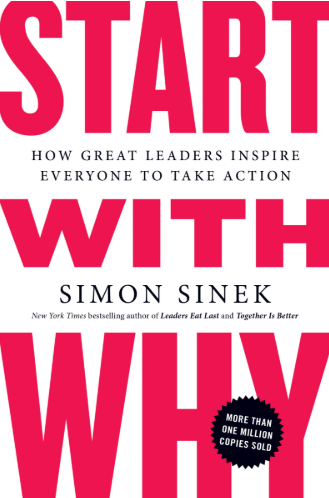 START
HOW GREAT LEADERS INSPIRE
EVERYONE TO TAKE ACTION
WITH
SIMON SINEK
New York Times bestselling author of Leaders Eat Last and Together Is Better
WHY
MORE THAN
ONE MILLION
COPIES SOLD